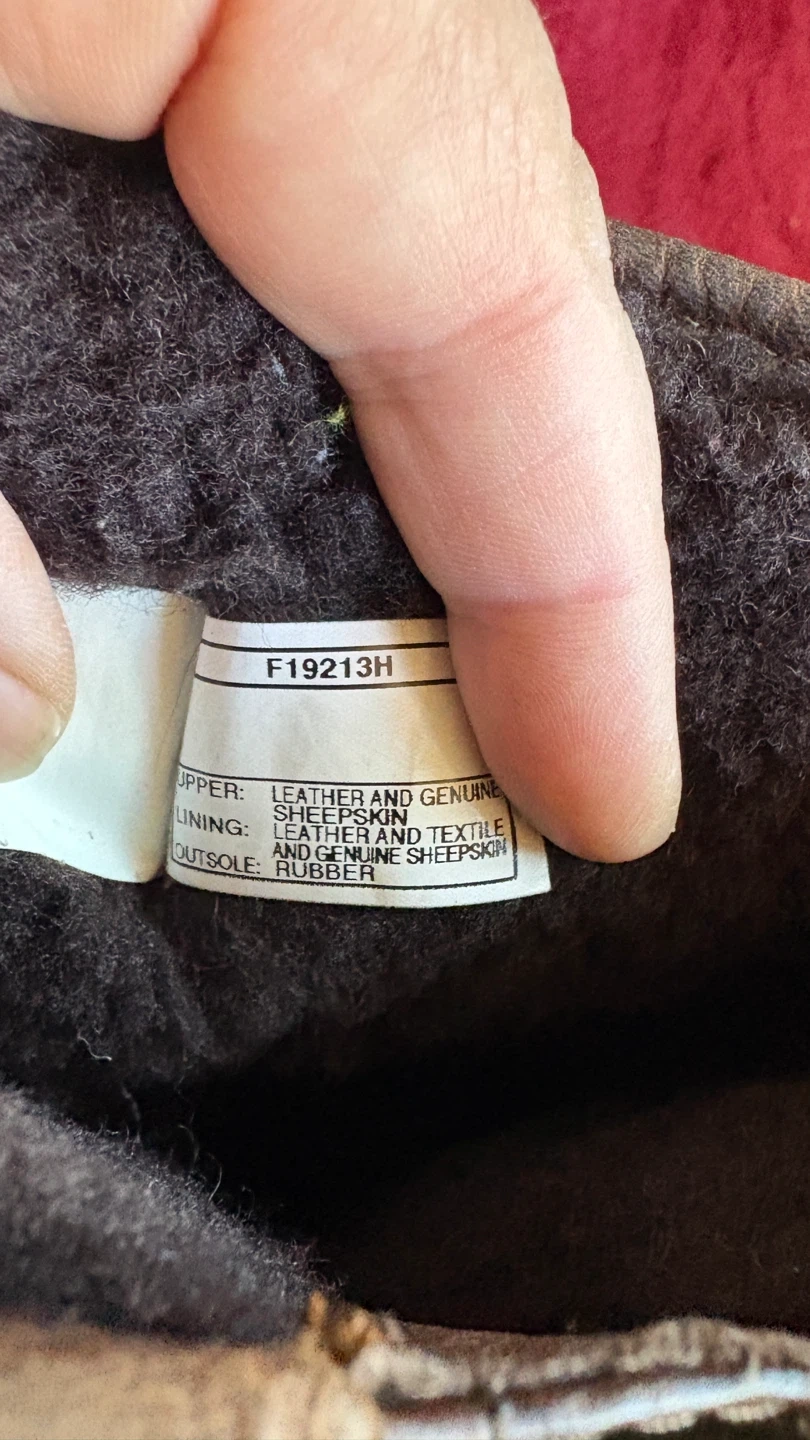 F19213H
UPPER: LEATHER AND GENUINE
SHEEPSKIN
LINING: LEATHER AND TEXTILE
AND GENUINE SHEEPSKIN
OUTSOLE: RUBBER